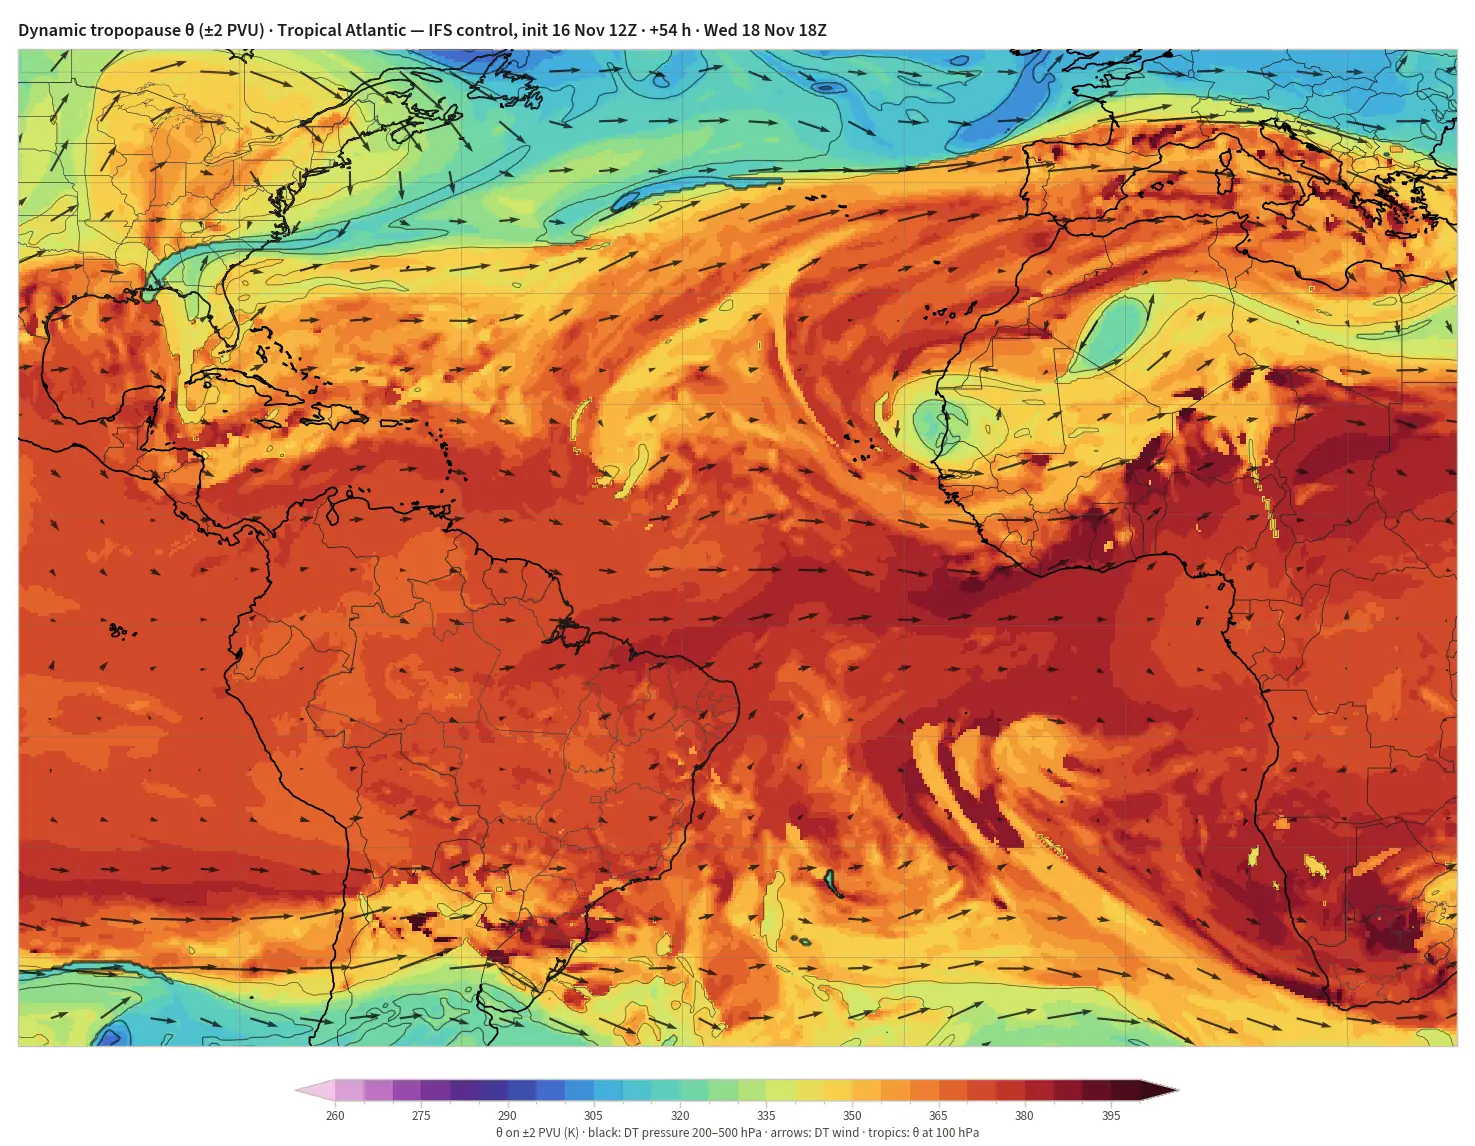 Dynamic tropopause θ (±2 PVU) · Tropical Atlantic — IFS control, init 16 Nov 12Z · +54 h · Wed 18 Nov 18Z
260 275 290 305 320 335 350 365 380 395
θ on ±2 PVU (K) · black: DT pressure 200–500 hPa · arrows: DT wind · tropics: θ at 100 hPa